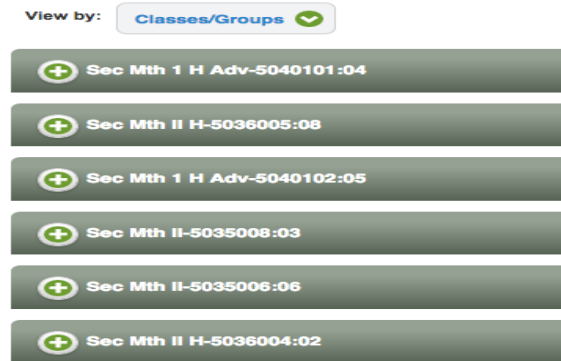 View by: Classes/Groups
Sec Mth 1 H Adv-5040101:04
Sec Mth II H-5036005:08
Sec Mth 1 H Adv-5040102:05
Sec Mth II-5035008:03
Sec Mth II-5035006:06
Sec Mth II H-5036004:02